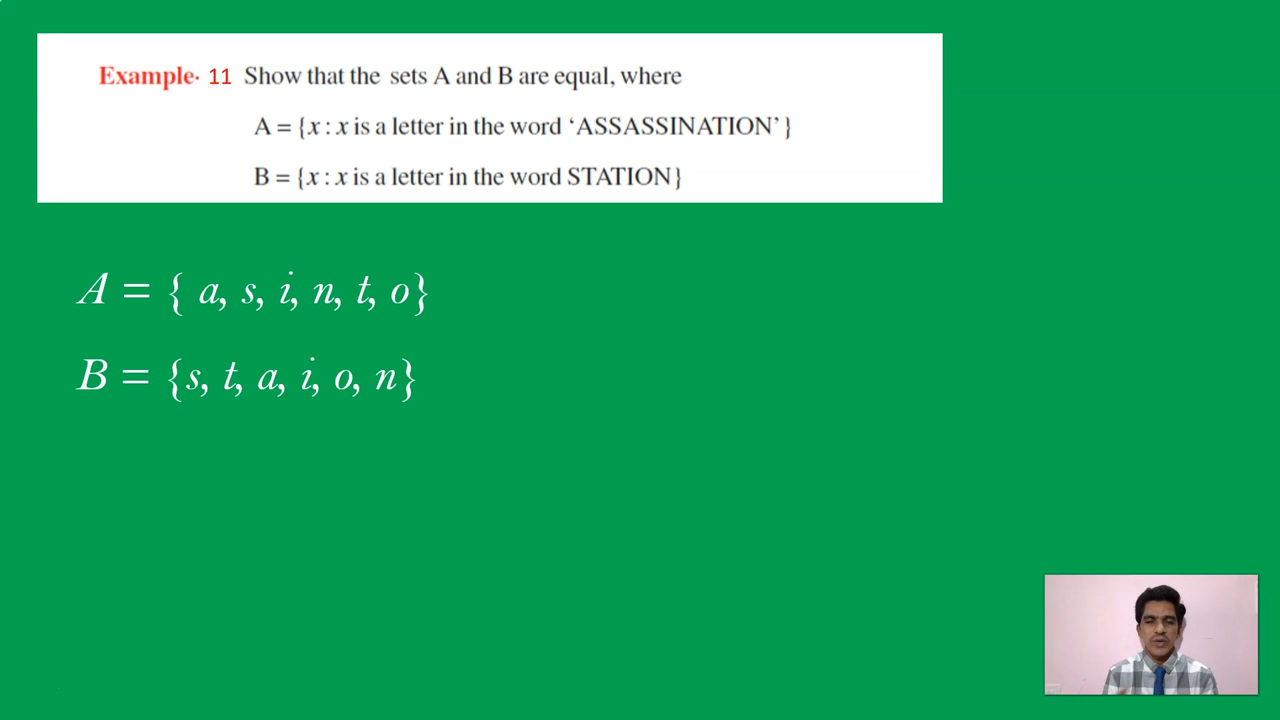 Example· 11 Show that the sets A and B are equal, where
A = {x : x is a letter in the word ‘ASSASSINATION’ }
B = {x : x is a letter in the word STATION}
A = { a, s, i, n, t, o}
B = {s, t, a, i, o, n}